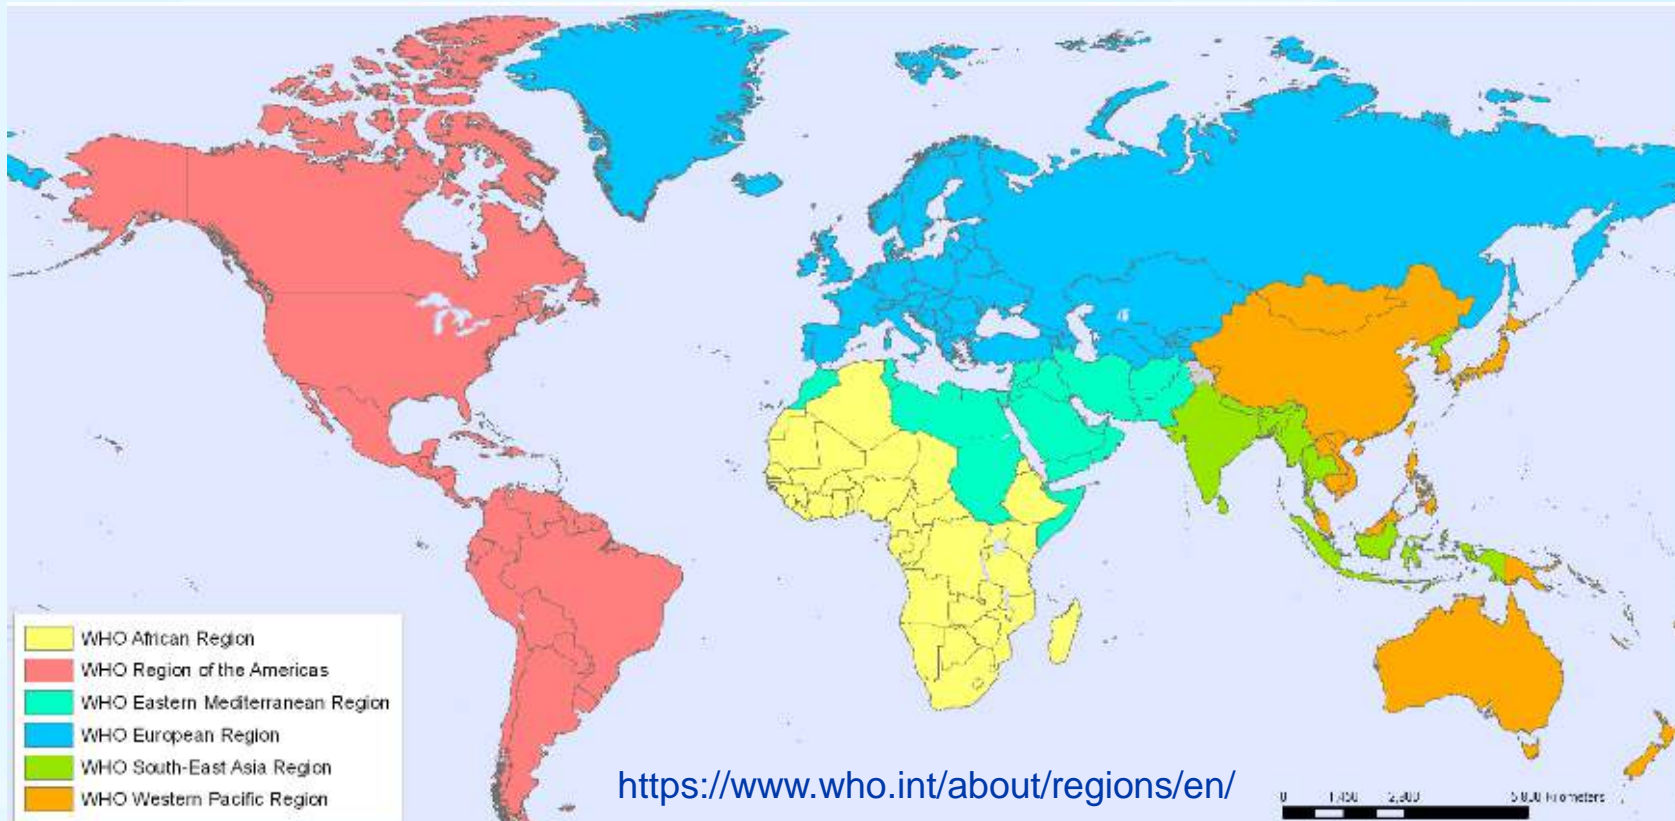 WHO African Region
WHO Region of the Americas
WHO Eastern Mediterranean Region
WHO European Region
WHO South-East Asia Region
WHO Western Pacific Region
https://www.who.int/about/regions/en/
0 kilometers